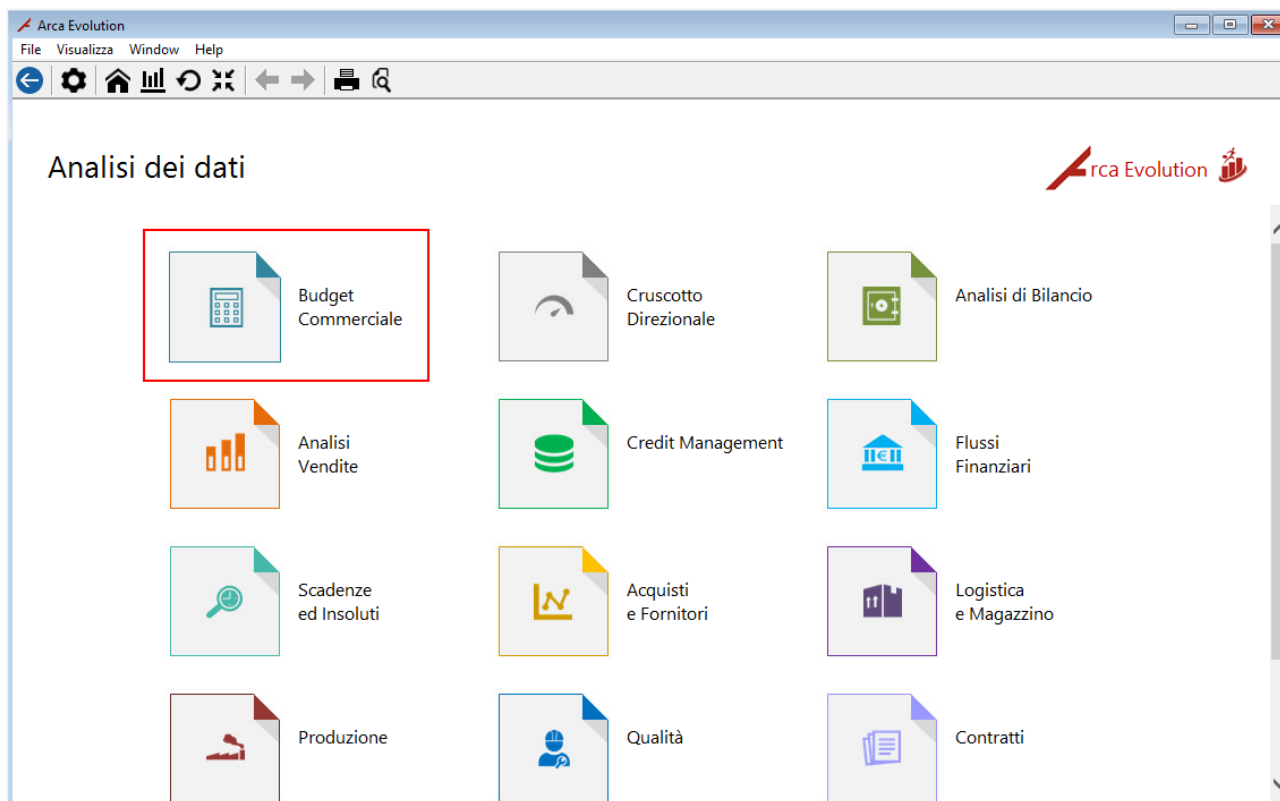 Arca Evolution
File Visualizza Window Help
Analisi dei dati
Arca Evolution
Budget
Commerciale
Cruscotto
Direzionale
Analisi di Bilancio
Analisi
Vendite
Credit Management
Flussi
Finanziari
Scadenze
ed Insoluti
Acquisti
e Fornitori
Logistica
e Magazzino
Produzione
Qualità
Contratti